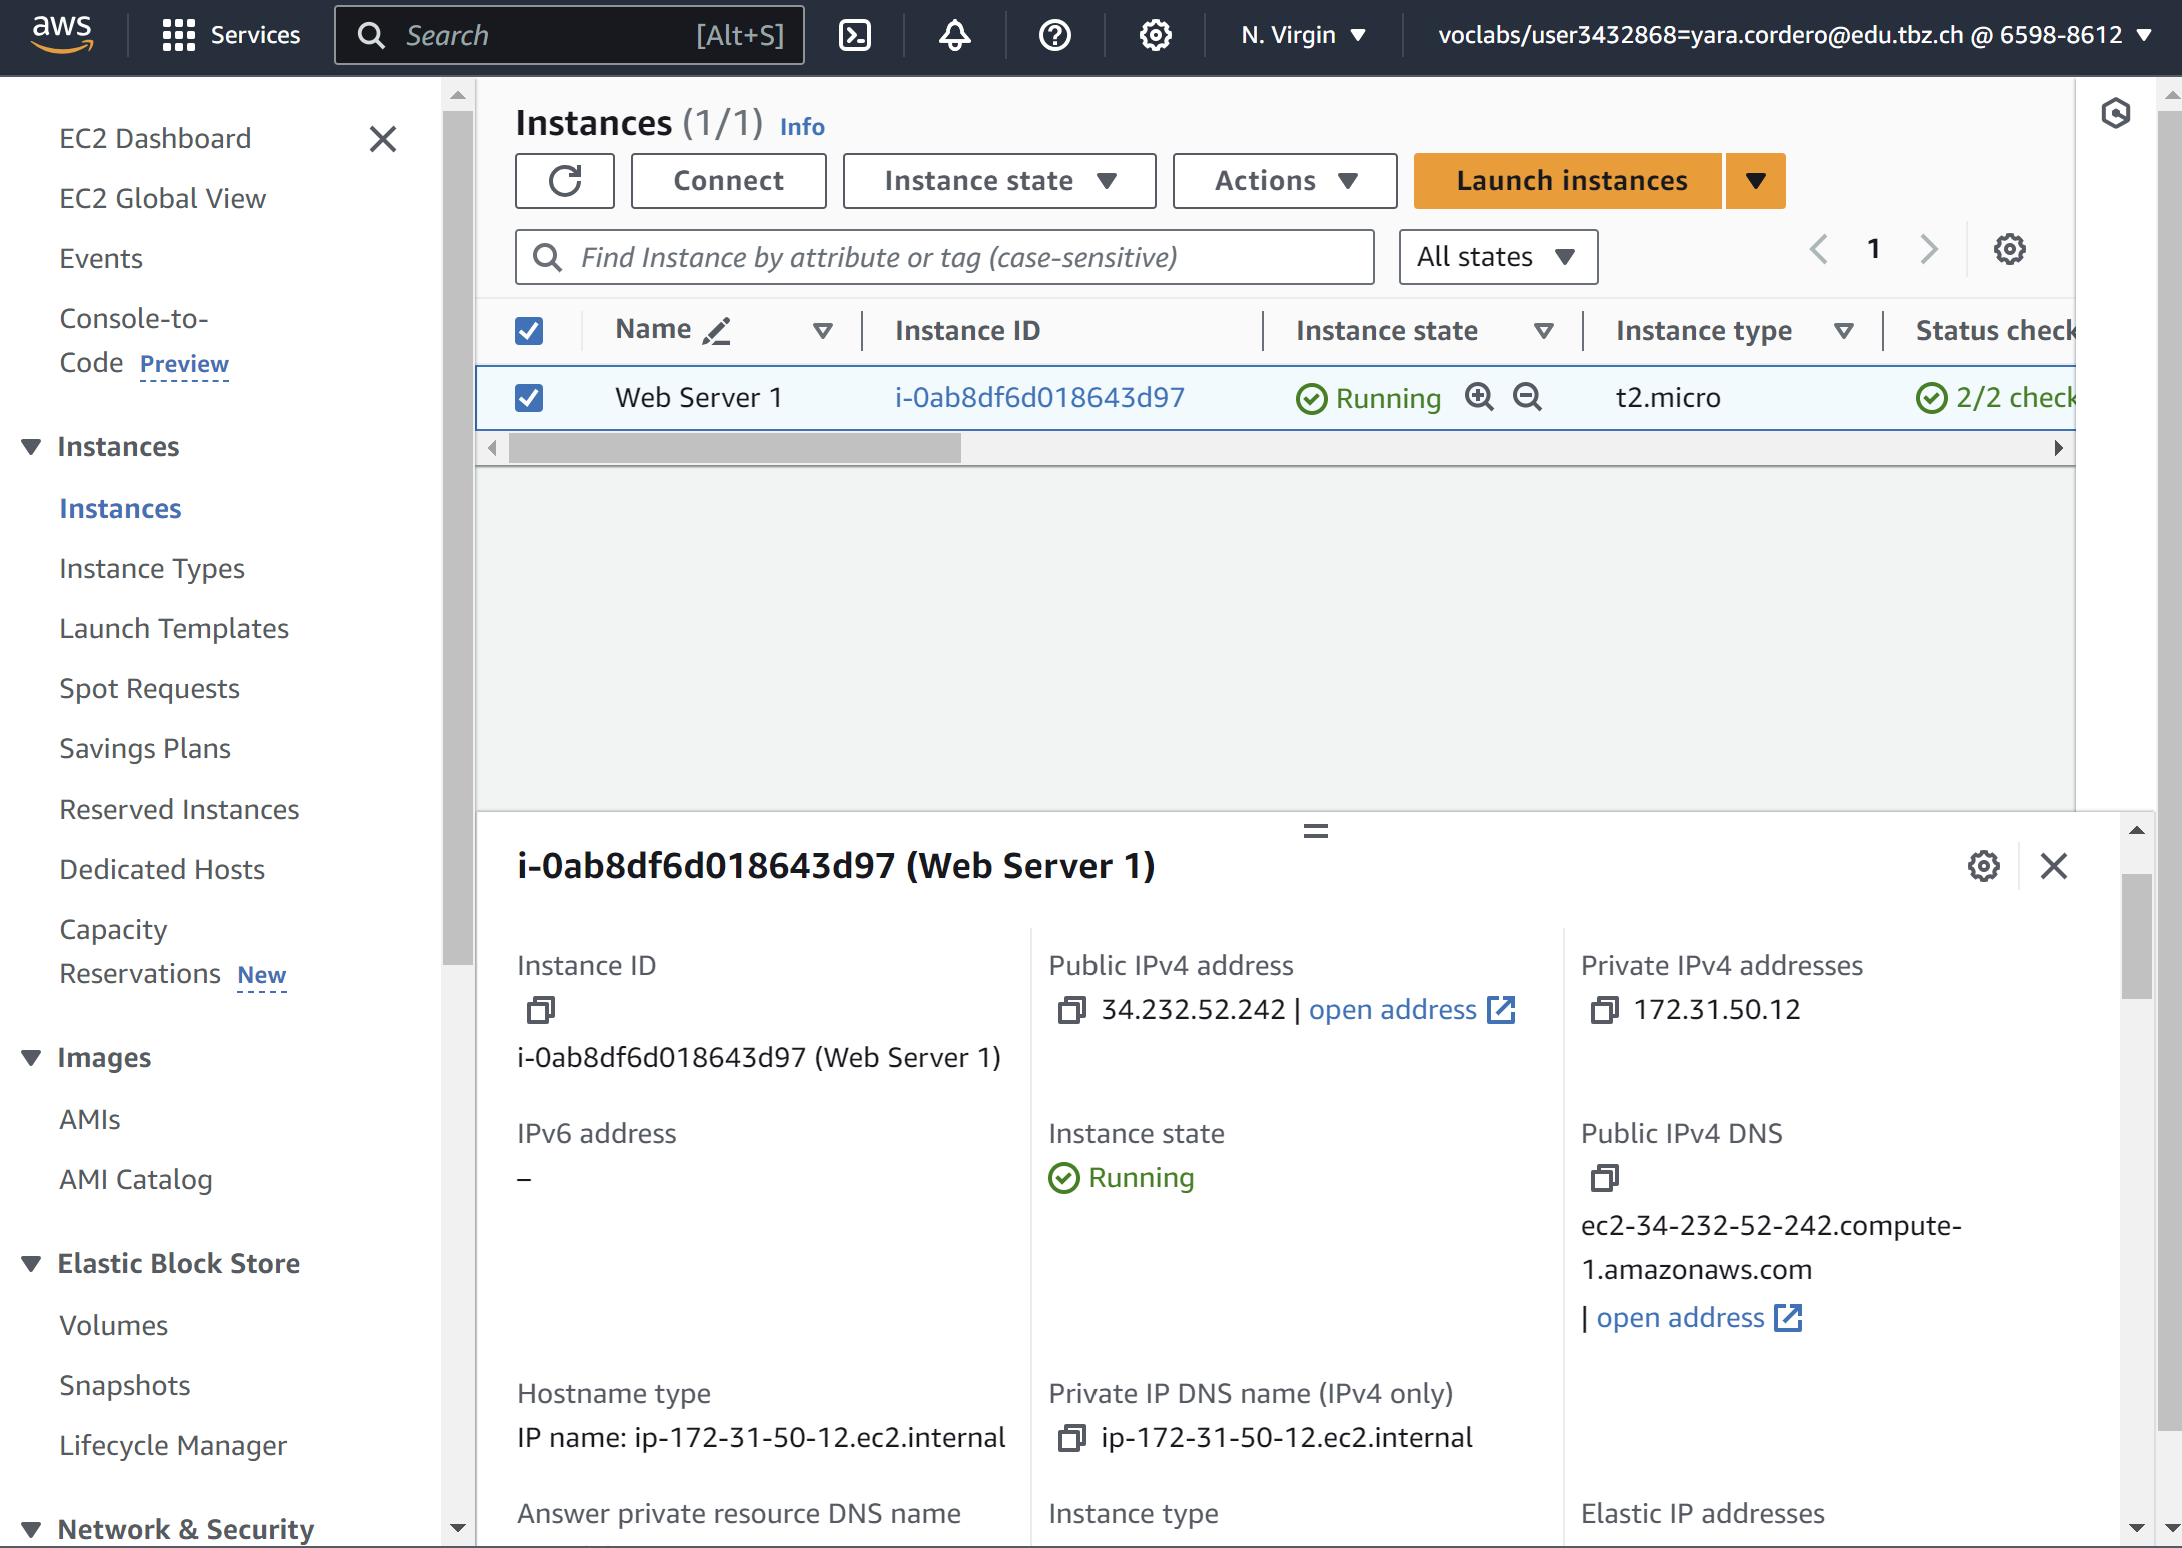 aws
Services
Search [Alt+S]
N. Virgin
voclabs/user3432868=yara.cordero@edu.tbz.ch @ 6598-8612
EC2 Dashboard
EC2 Global View
Events
Console-to-
Code Preview
Instances
Instances
Instance Types
Launch Templates
Spot Requests
Savings Plans
Reserved Instances
Dedicated Hosts
Capacity
Reservations New
Images
AMIs
AMI Catalog
Elastic Block Store
Volumes
Snapshots
Lifecycle Manager
Network & Security
Instances (1/1) Info
Connect
Instance state
Actions
Launch instances
Find Instance by attribute or tag (case-sensitive)
All states
1
Name Instance ID Instance state Instance type Status check
Web Server 1 i-0ab8df6d018643d97 Running t2.micro 2/2 check
i-0ab8df6d018643d97 (Web Server 1)
Instance ID
i-0ab8df6d018643d97 (Web Server 1)
Public IPv4 address
34.232.52.242 | open address
Private IPv4 addresses
172.31.50.12
IPv6 address
–
Instance state
Running
Public IPv4 DNS
ec2-34-232-52-242.compute-
1.amazonaws.com
| open address
Hostname type
IP name: ip-172-31-50-12.ec2.internal
Private IP DNS name (IPv4 only)
ip-172-31-50-12.ec2.internal
Answer private resource DNS name
Instance type
Elastic IP addresses